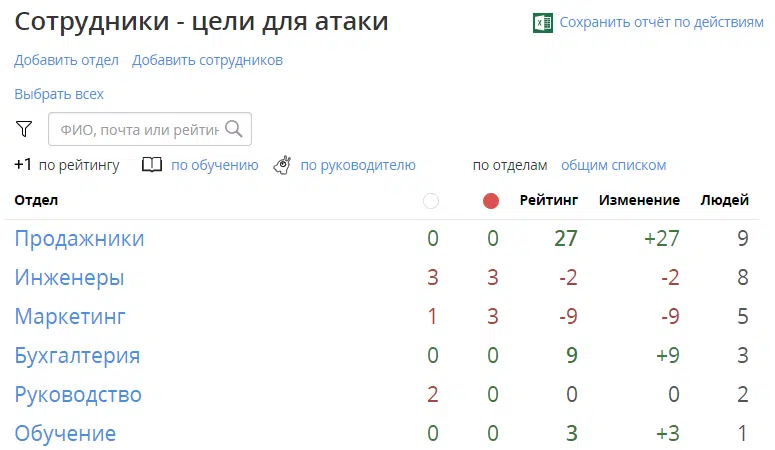 Сотрудники - цели для атаки
Сохранить отчёт по действиям
Добавить отдел Добавить сотрудников
Выбрать всех
ФИО, почта или рейтин
+1 по рейтингу по обучению по руководителю по отделам общим списком
Отдел Рейтинг Изменение Людей
Продажники 0 0 27 +27 9
Инженеры 3 3 -2 -2 8
Маркетинг 1 3 -9 -9 5
Бухгалтерия 0 0 9 +9 3
Руководство 2 0 0 0 2
Обучение 0 0 3 +3 1